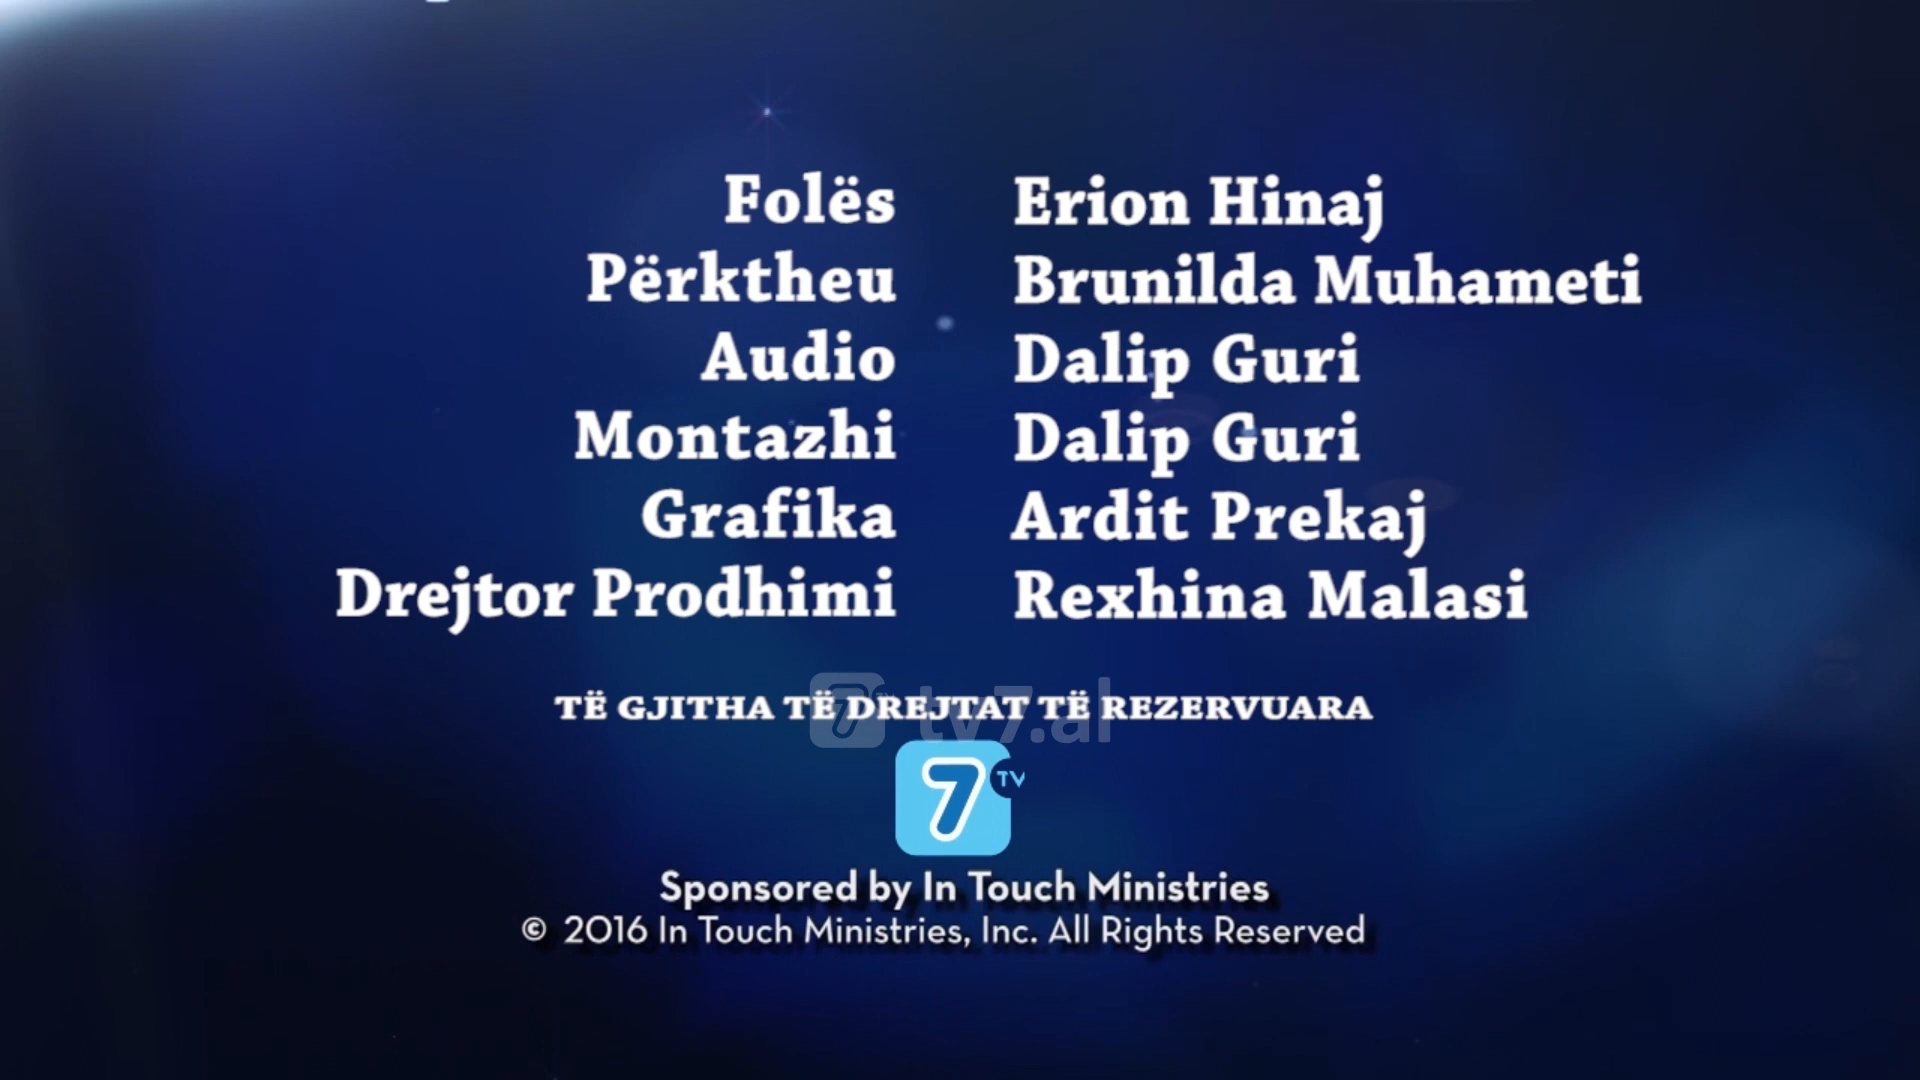 Folës Erion Hinaj
Përktheu Brunilda Muhameti
Audio Dalip Guri
Montazhi Dalip Guri
Grafika Ardit Prekaj
Drejtor Prodhimi Rexhina Malasi
TË GJITHA TË DREJTAT TË REZERVUARA
7 tv7.al
7 TV
Sponsored by In Touch Ministries
© 2016 In Touch Ministries, Inc. All Rights Reserved